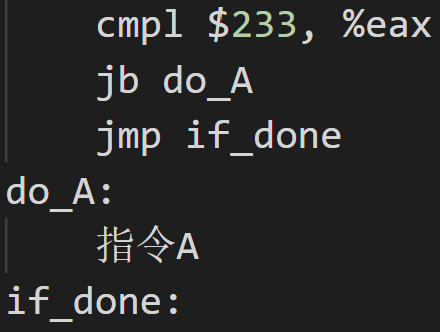 cmpl $233, %eax
jb do_A
jmp if_done
do_A:
指令A
if_done: